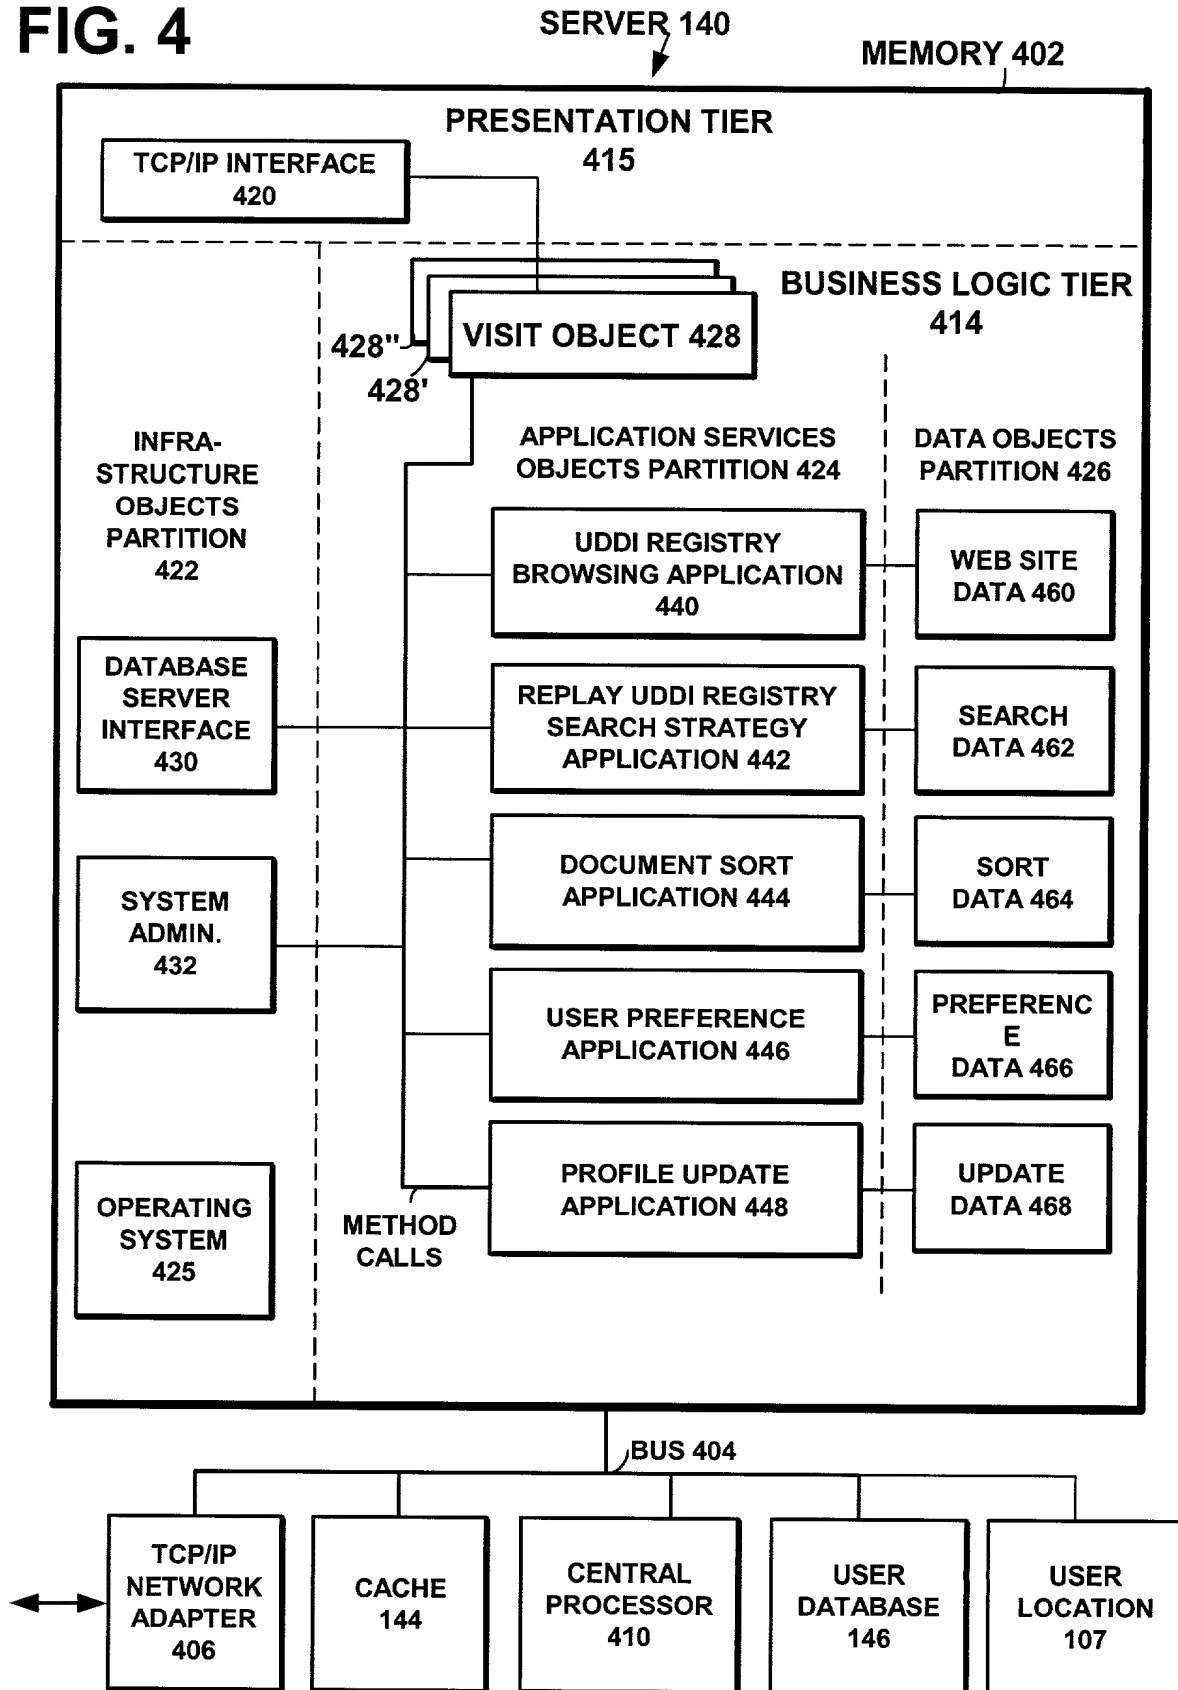 FIG. 4
SERVER 140
MEMORY 402
PRESENTATION TIER
415
TCP/IP INTERFACE
420
BUSINESS LOGIC TIER
414
VISIT OBJECT 428
428"
428'
INFRA-
STRUCTURE
OBJECTS
PARTITION
422
APPLICATION SERVICES
OBJECTS PARTITION 424
DATA OBJECTS
PARTITION 426
UDDI REGISTRY
BROWSING APPLICATION
440
WEB SITE
DATA 460
DATABASE
SERVER
INTERFACE
430
REPLAY UDDI REGISTRY
SEARCH STRATEGY
APPLICATION 442
SEARCH
DATA 462
SYSTEM
ADMIN.
432
DOCUMENT SORT
APPLICATION 444
SORT
DATA 464
USER PREFERENCE
APPLICATION 446
PREFERENC
E
DATA 466
OPERATING
SYSTEM
425
METHOD
CALLS
PROFILE UPDATE
APPLICATION 448
UPDATE
DATA 468
BUS 404
TCP/IP
NETWORK
ADAPTER
406
CACHE
144
CENTRAL
PROCESSOR
410
USER
DATABASE
146
USER
LOCATION
107